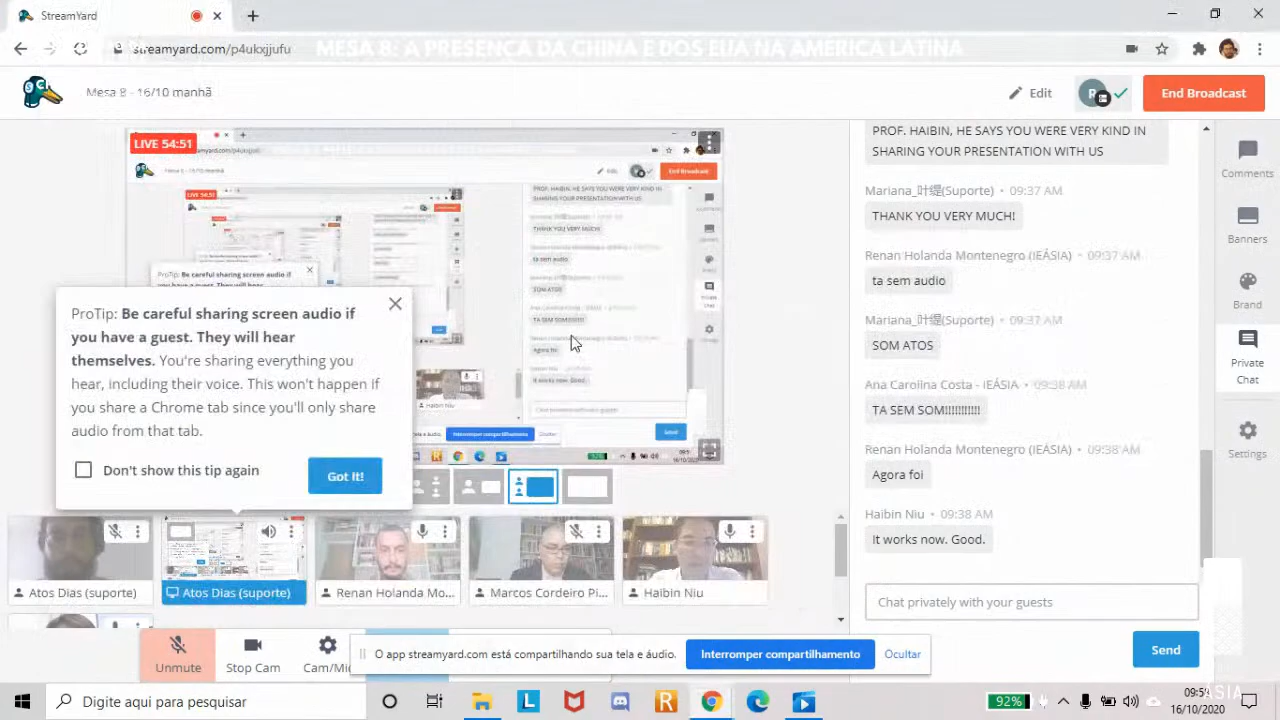 StreamYard
streamyard.com/p4ukxjjufu
MESA 8: A PRESENÇA DA CHINA E DOS EUA NA AMÉRICA LATINA
Mesa 8 - 16/10 manhã
Edit
End Broadcast
LIVE 54:51
PROF. HAIBIN, HE SAYS YOU WERE VERY KIND IN
SHARING YOUR PRESENTATION WITH US
Mariana_叶缇(Suporte) • 09:37 AM
THANK YOU VERY MUCH!
Renan Holanda Montenegro (IEÁSIA) • 09:37 AM
ta sem audio
Mariana_叶缇(Suporte) • 09:37 AM
SOM ATOS
Ana Carolina Costa - IEÁSIA • 09:38 AM
TA SEM SOM!!!!!!!!!!!
Renan Holanda Montenegro (IEÁSIA) • 09:38 AM
Agora foi
Haibin Niu • 09:38 AM
It works now. Good.
Chat privately with your guests
Send
Comments
Banners
Brand
Private
Chat
Settings
ProTip: Be careful sharing screen audio if
you have a guest. They will hear
themselves. You're sharing everything you
hear, including their voice. This won't happen if
you share a Chrome tab since you'll only share
audio from that tab.
Don't show this tip again
Got It!
Atos Dias (suporte)
Atos Dias (suporte)
Renan Holanda Mo...
Marcos Cordeiro Pi...
Haibin Niu
Unmute
Stop Cam
Cam/Mic
O app streamyard.com está compartilhando sua tela e áudio.
Interromper compartilhamento
Ocultar
Digite aqui para pesquisar
92%
16/10/2020
ÁSIA